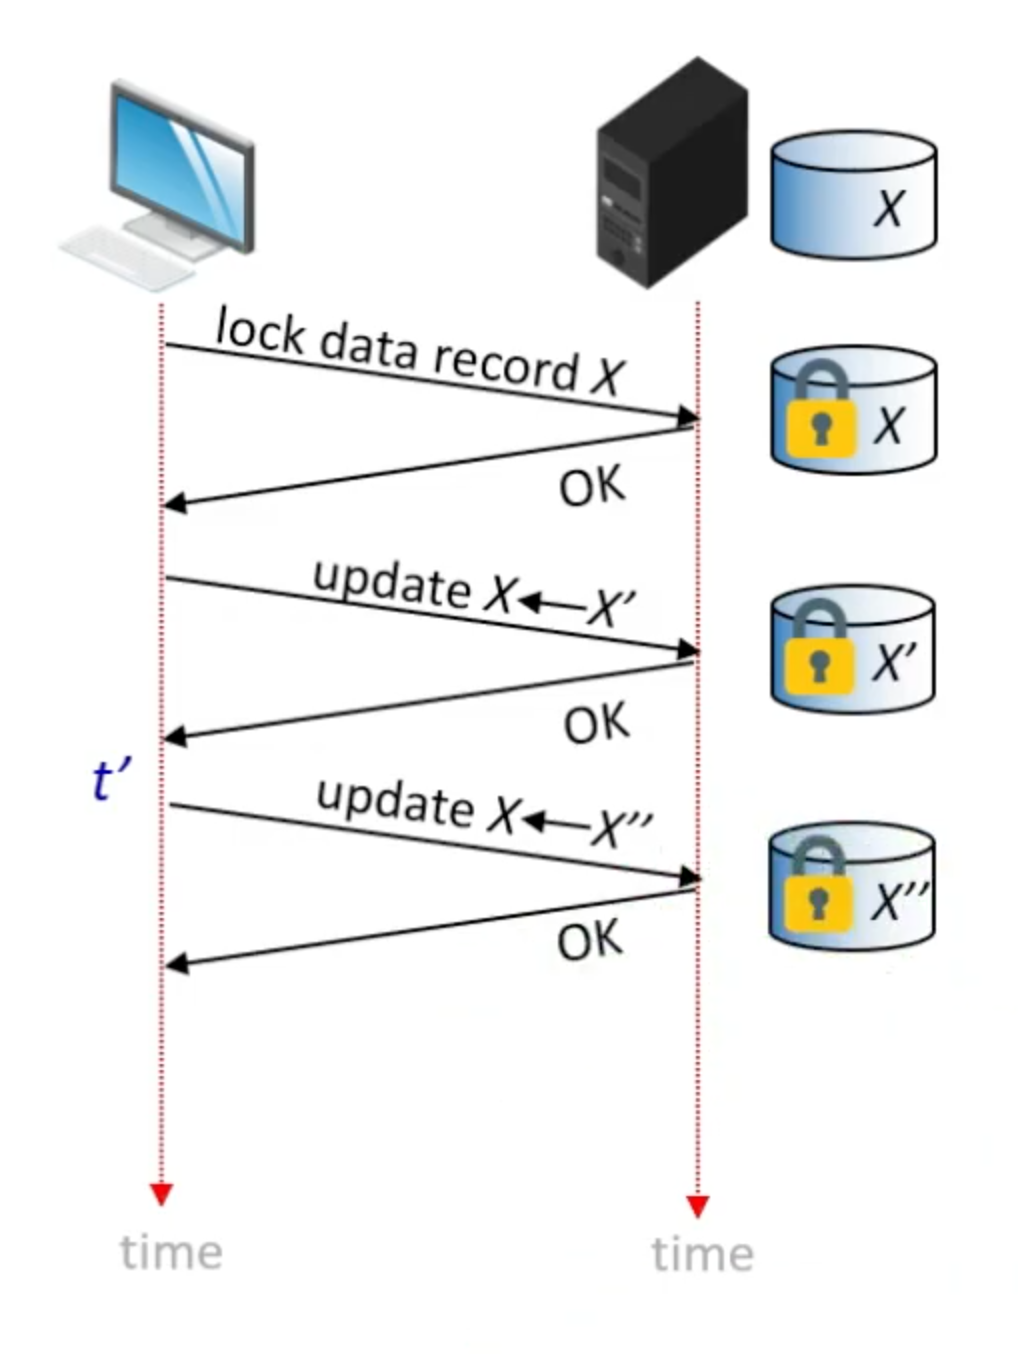 X
lock data record X
X
OK
update X←X′
X′
OK
t′
update X←X′′
X′′
OK
time
time